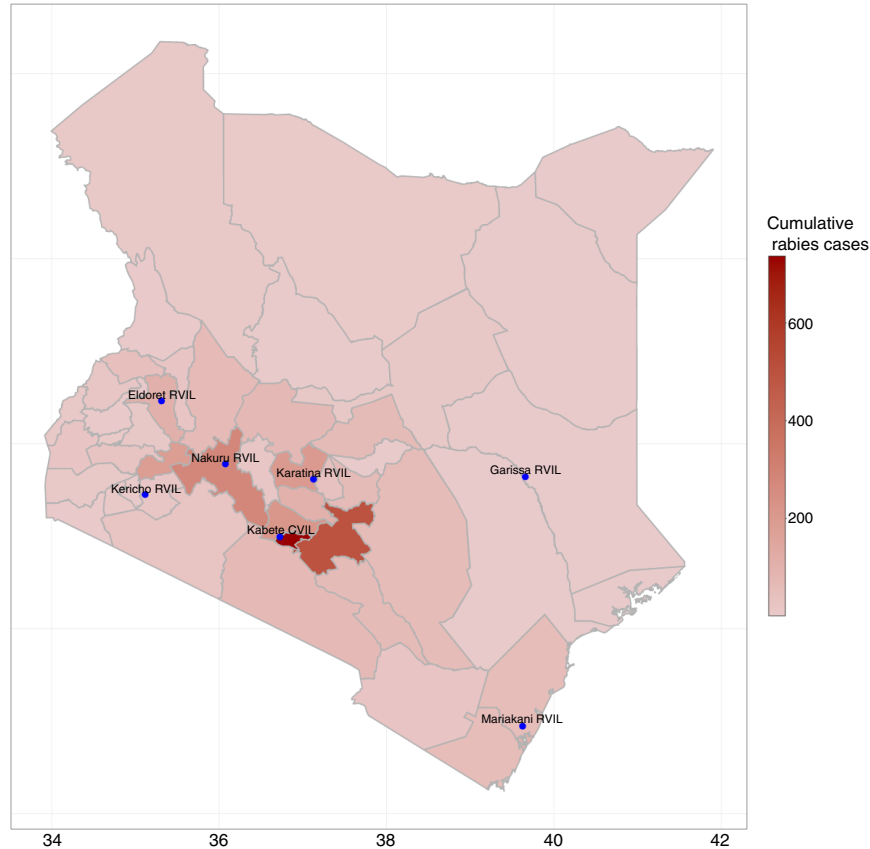 Cumulative
rabies cases
600
400
200
Eldoret RVIL
Nakuru RVIL
Karatina RVIL
Garissa RVIL
Kericho RVIL
Kabete CVIL
Mariakani RVIL
34
36
38
40
42